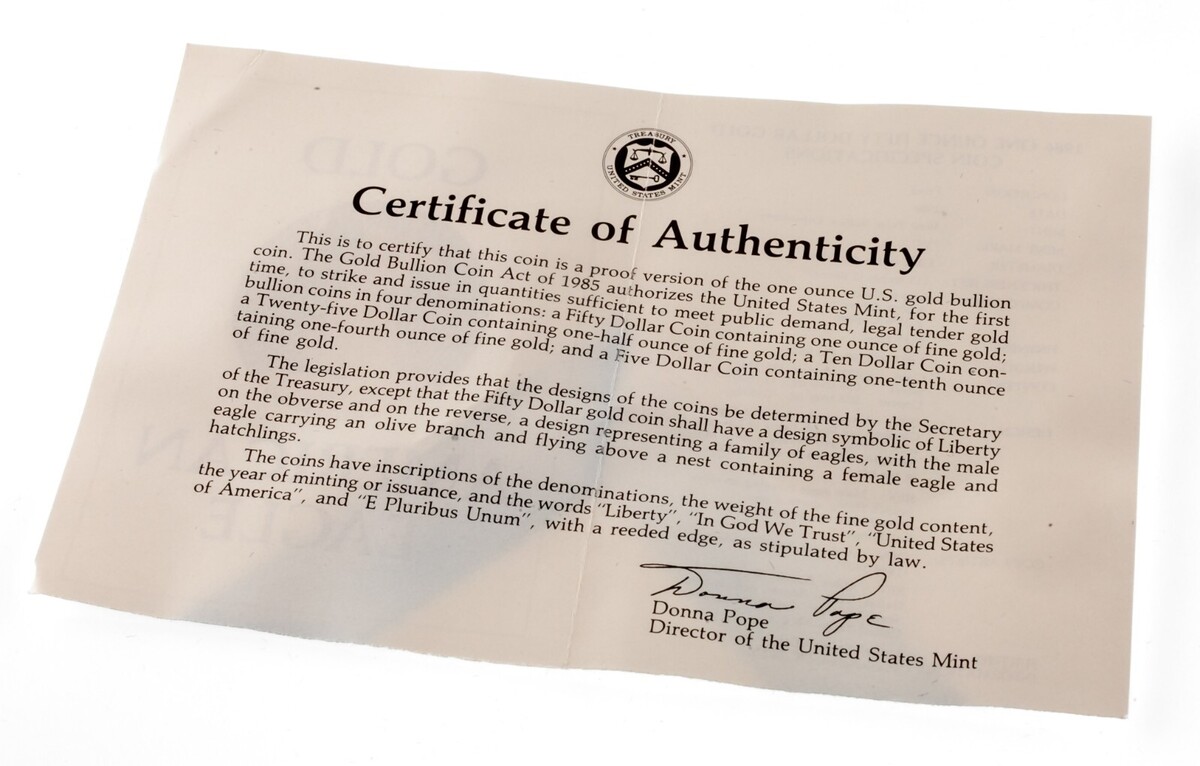 TREASURY
UNITED STATES MINT
Certificate of Authenticity
This is to certify that this coin is a proof version of the one ounce U.S. gold bullion
coin. The Gold Bullion Coin Act of 1985 authorizes the United States Mint, for the first
time, to strike and issue in quantities sufficient to meet public demand, legal tender gold
bullion coins in four denominations: a Fifty Dollar Coin containing one ounce of fine gold;
a Twenty-five Dollar Coin containing one-half ounce of fine gold; a Ten Dollar Coin con-
taining one-fourth ounce of fine gold; and a Five Dollar Coin containing one-tenth ounce
of fine gold.
The legislation provides that the designs of the coins be determined by the Secretary
of the Treasury, except that the Fifty Dollar gold coin shall have a design symbolic of Liberty
on the obverse and on the reverse, a design representing a family of eagles, with the male
eagle carrying an olive branch and flying above a nest containing a female eagle and
hatchlings.
The coins have inscriptions of the denominations, the weight of the fine gold content,
the year of minting or issuance, and the words "Liberty", "In God We Trust", "United States
of America", and "E Pluribus Unum", with a reeded edge, as stipulated by law.
Donna Pope
Donna Pope
Director of the United States Mint